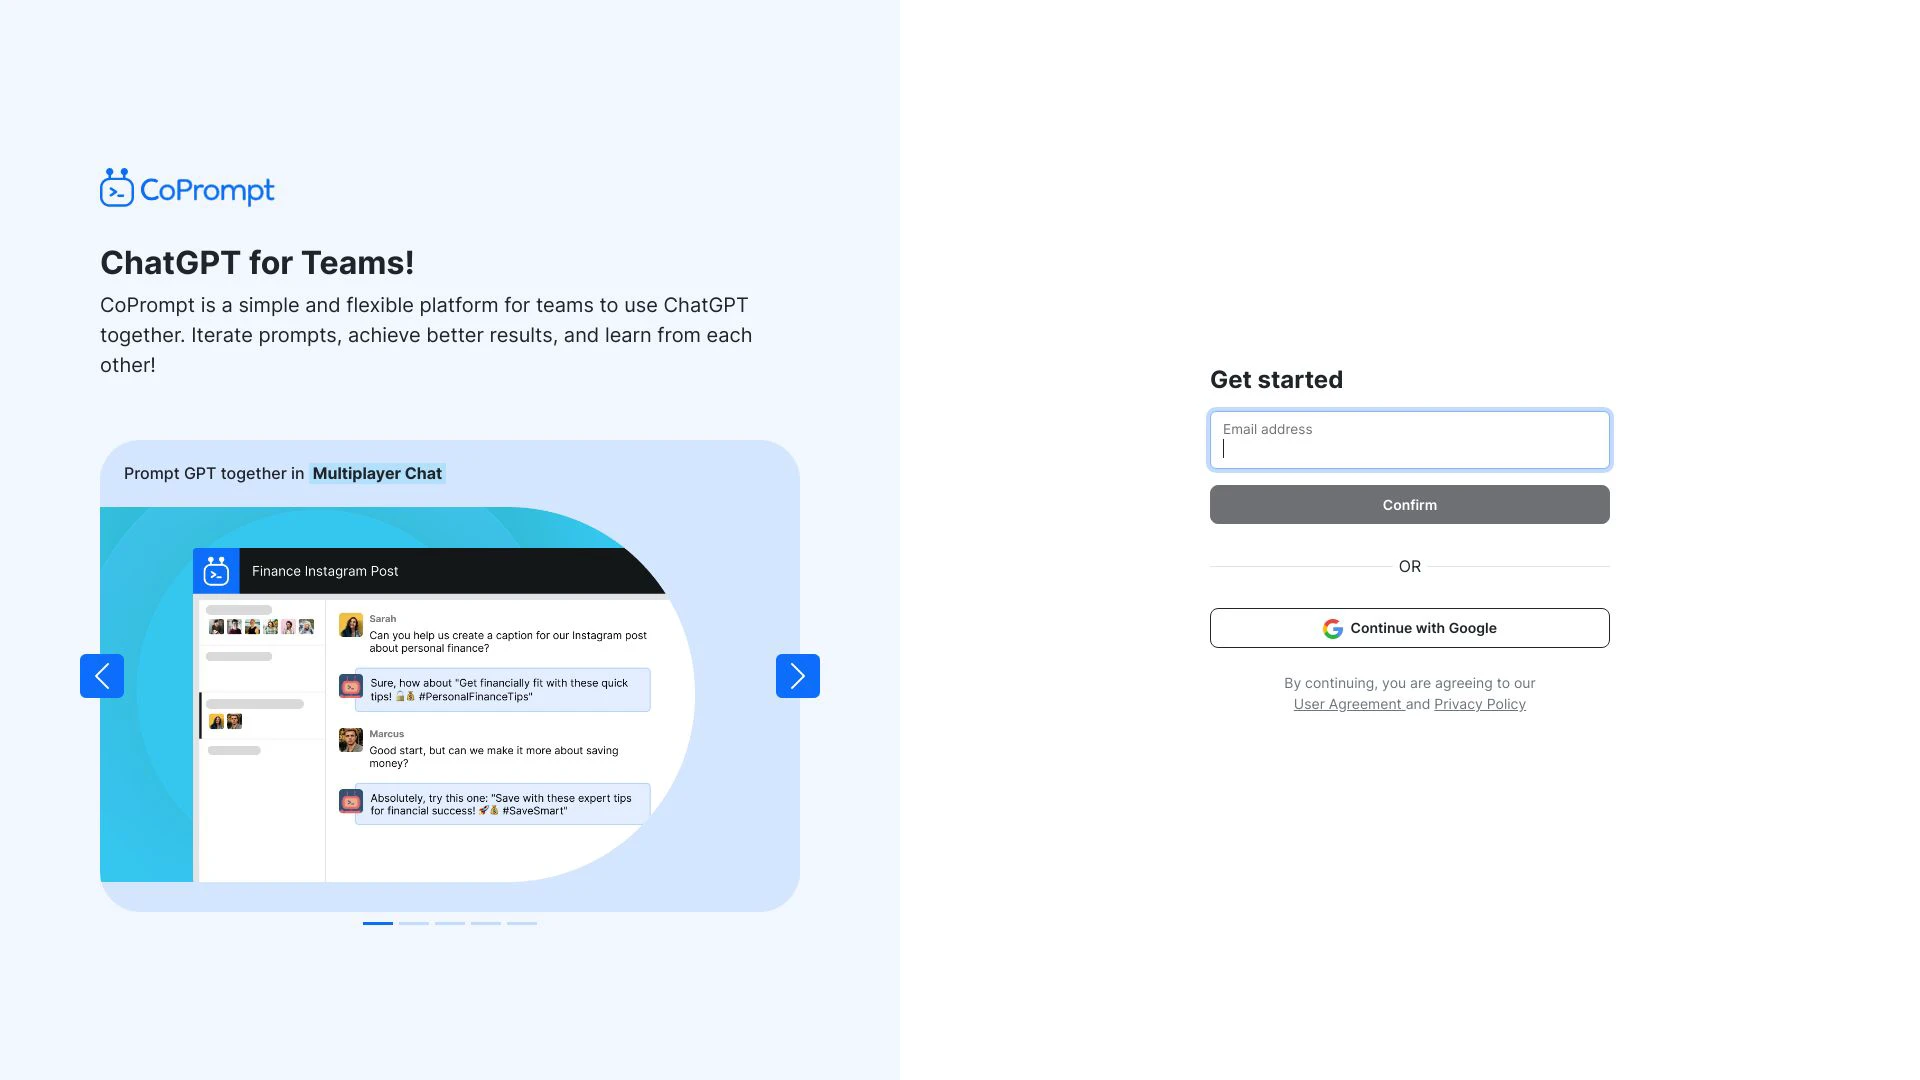 CoPrompt
ChatGPT for Teams!
CoPrompt is a simple and flexible platform for teams to use ChatGPT
together. Iterate prompts, achieve better results, and learn from each
other!
Prompt GPT together in Multiplayer Chat
Finance Instagram Post
Sarah
Can you help us create a caption for our Instagram post
about personal finance?
Sure, how about "Get financially fit with these quick
tips! 🔓💰 #PersonalFinanceTips"
Marcus
Good start, but can we make it more about saving
money?
Absolutely, try this one: "Save with these expert tips
for financial success! 🚀💰 #SaveSmart"
Get started
Email address
Confirm
OR
Continue with Google
By continuing, you are agreeing to our
User Agreement and Privacy Policy